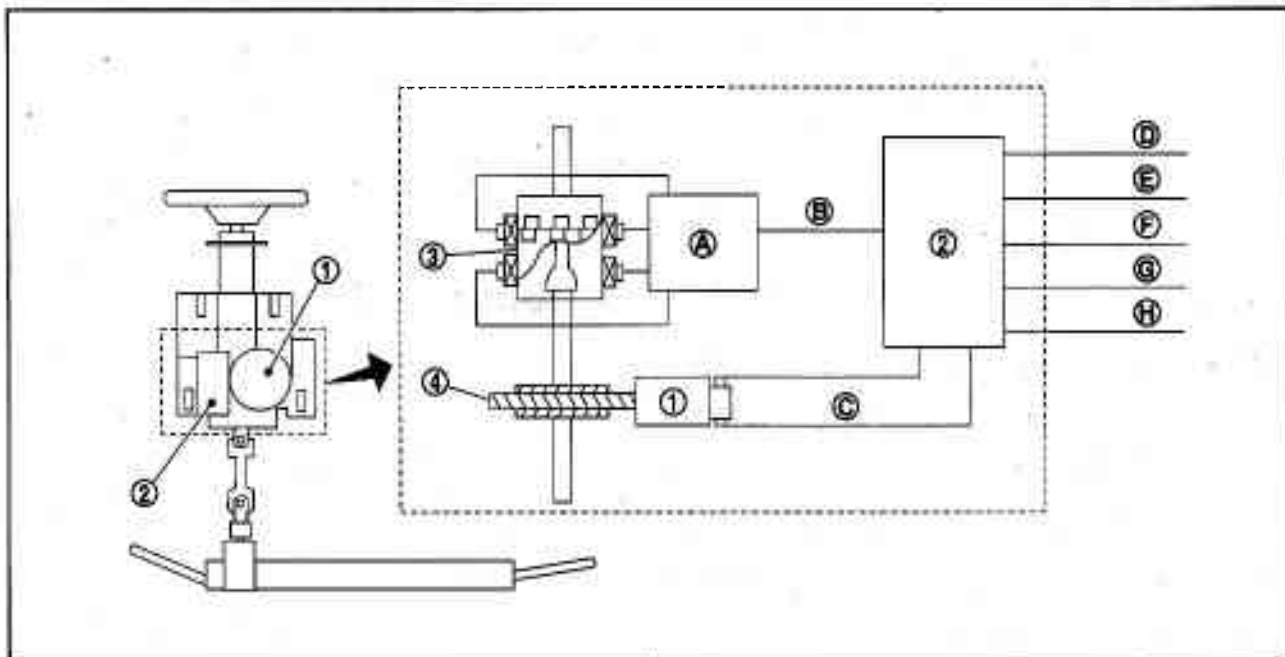 Ⓓ
Ⓔ
① ③ Ⓐ Ⓑ ② Ⓕ
Ⓖ
Ⓗ
④ ① Ⓒ
②